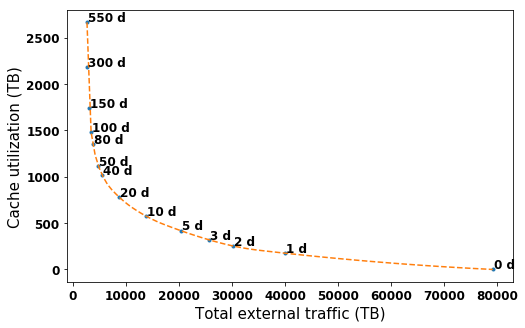 Cache utilization (TB)
2500
2000
1500
1000
500
0
550 d
300 d
150 d
100 d
80 d
50 d
40 d
20 d
10 d
5 d
3 d
2 d
1 d
0 d
0 10000 20000 30000 40000 50000 60000 70000 80000
Total external traffic (TB)